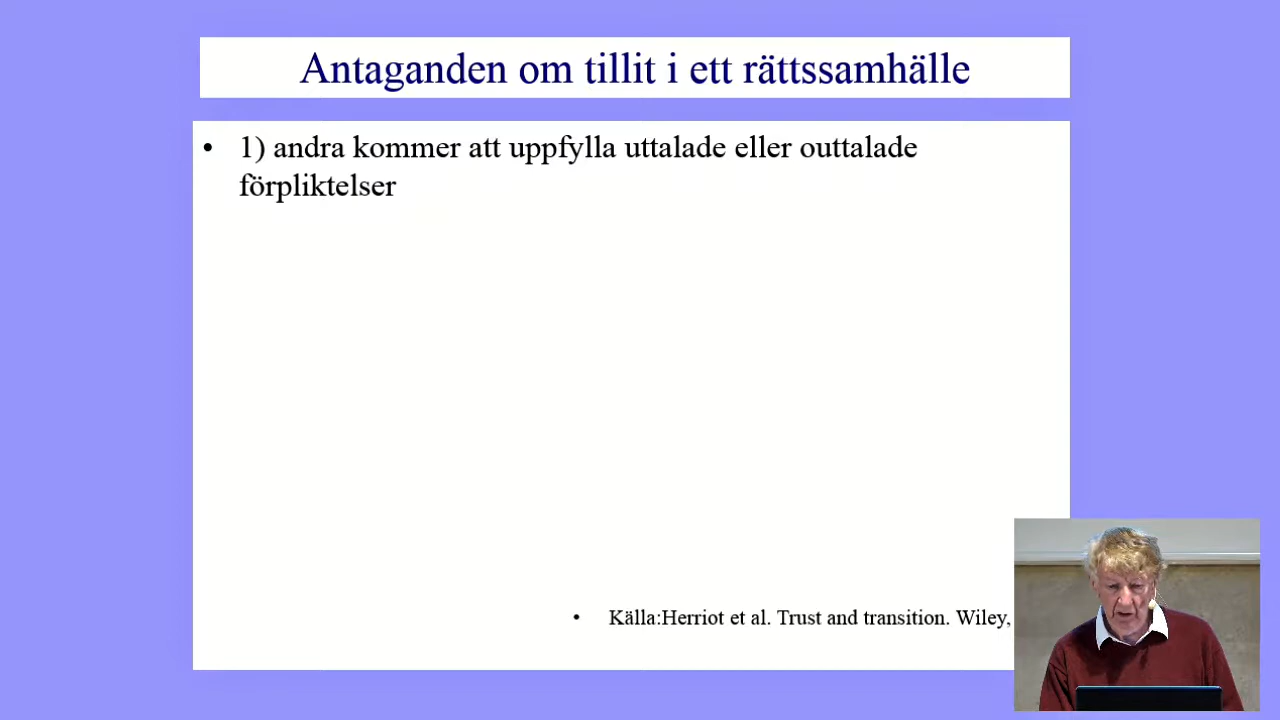 Antaganden om tillit i ett rättssamhälle
• 1) andra kommer att uppfylla uttalade eller outtalade
förpliktelser
• Källa:Herriot et al. Trust and transition. Wiley,